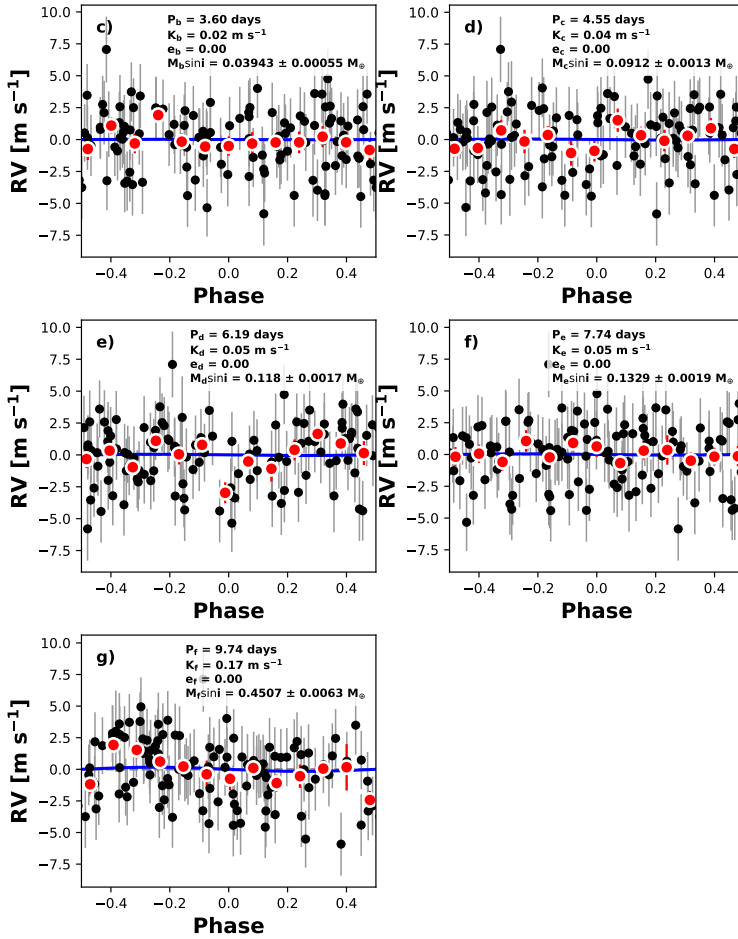 c)
P_b = 3.60 days
K_b = 0.02 m s⁻¹
e_b = 0.00
M_b sini = 0.03943 ± 0.00055 M⊕
10.0
7.5
5.0
2.5
0.0
−2.5
−5.0
−7.5
RV [m s⁻¹]
−0.4 −0.2 0.0 0.2 0.4
Phase
d)
P_c = 4.55 days
K_c = 0.04 m s⁻¹
e_c = 0.00
M_c sini = 0.0912 ± 0.0013 M⊕
10.0
7.5
5.0
2.5
0.0
−2.5
−5.0
−7.5
RV [m s⁻¹]
−0.4 −0.2 0.0 0.2 0.4
Phase
e)
P_d = 6.19 days
K_d = 0.05 m s⁻¹
e_d = 0.00
M_d sini = 0.118 ± 0.0017 M⊕
10.0
7.5
5.0
2.5
0.0
−2.5
−5.0
−7.5
RV [m s⁻¹]
−0.4 −0.2 0.0 0.2 0.4
Phase
f)
P_e = 7.74 days
K_e = 0.05 m s⁻¹
e_e = 0.00
M_e sini = 0.1329 ± 0.0019 M⊕
10.0
7.5
5.0
2.5
0.0
−2.5
−5.0
−7.5
RV [m s⁻¹]
−0.4 −0.2 0.0 0.2 0.4
Phase
g)
P_f = 9.74 days
K_f = 0.17 m s⁻¹
e_f = 0.00
M_f sini = 0.4507 ± 0.0063 M⊕
10.0
7.5
5.0
2.5
0.0
−2.5
−5.0
−7.5
RV [m s⁻¹]
−0.4 −0.2 0.0 0.2 0.4
Phase